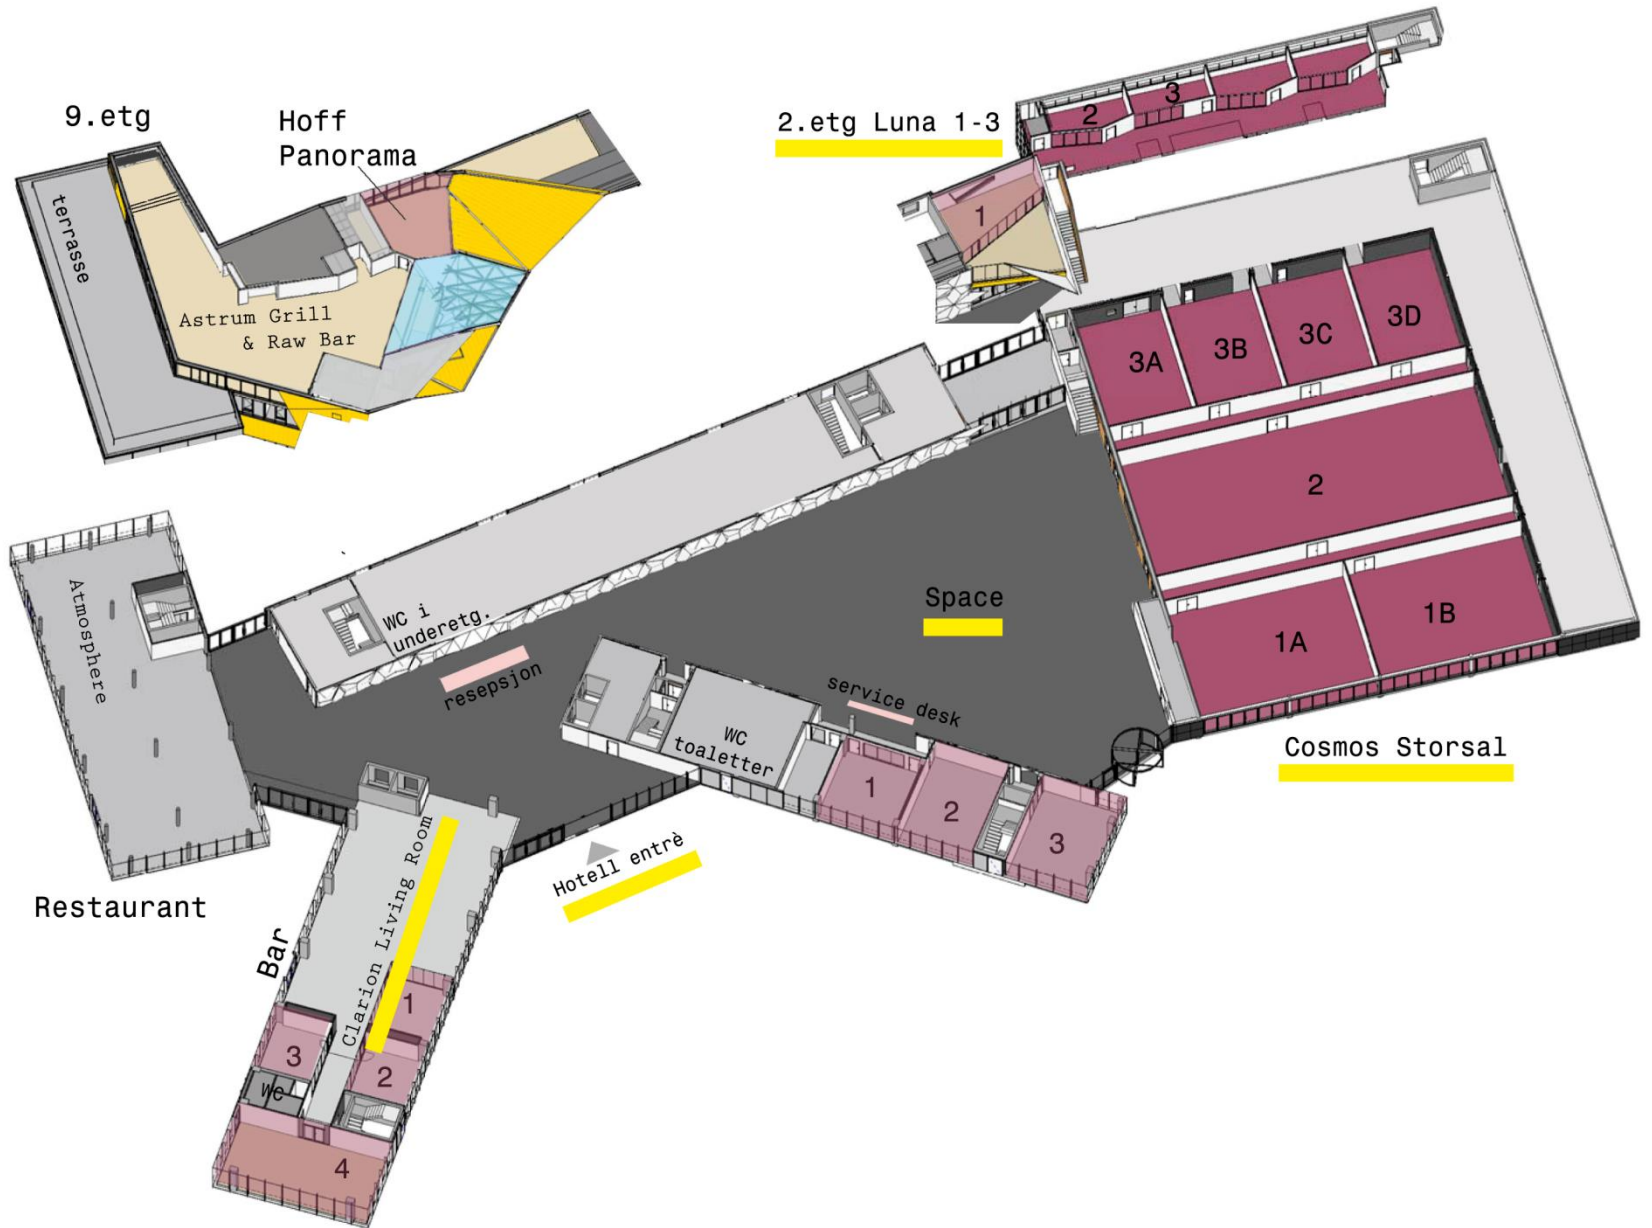 9.etg
Hoff
Panorama
terrasse
Astrum Grill
& Raw Bar
2.etg Luna 1-3
2
3
1
3A
3B
3C
3D
2
1A
1B
Cosmos Storsal
Space
WC i
underetg.
resepsjon
service desk
WC
toaletter
1
2
3
Atmosphere
Restaurant
Hotell entrè
Bar
Clarion Living Room
1
2
3
WC
4